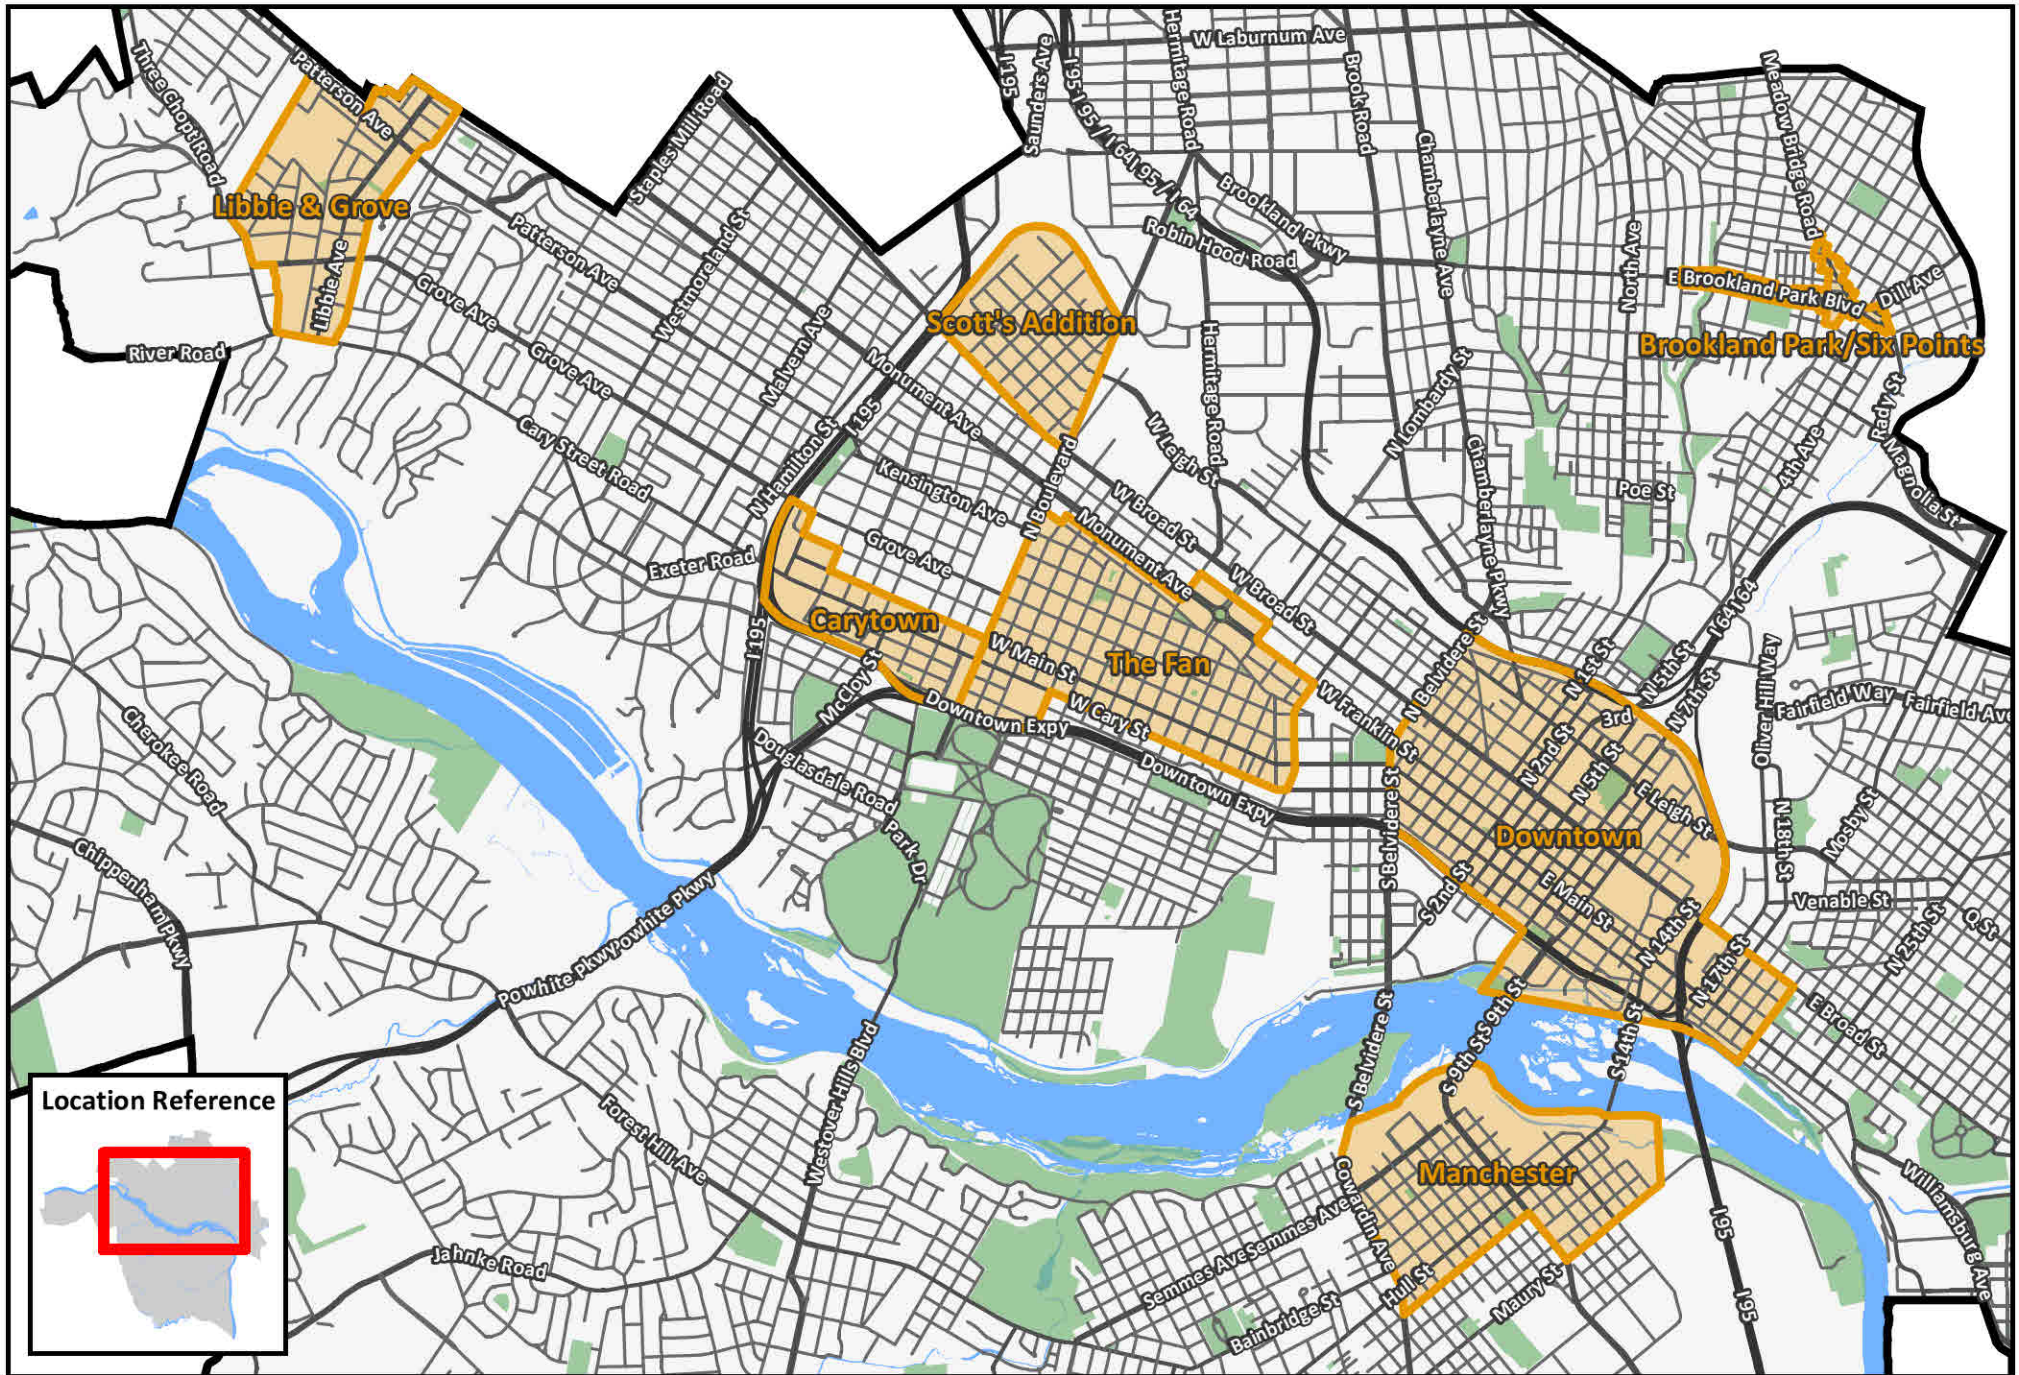 W Laburnum Ave
Three Chopt Road
Patterson Ave
I 195
Saunders Ave
I 95
I 95 / I 64
I 95 / I 64
Hermitage Road
Brook Road
Meadow Bridge Road
Staples Mill Road
Chamberlayne Ave
Brookland Pkwy
Robin Hood Road
Libbie & Grove
Libbie Ave
Patterson Ave
Westmoreland St
Grove Ave
North Ave
E Brookland Park Blvd
Dill Ave
Brookland Park/Six Points
Scott's Addition
River Road
Grove Ave
Malvern Ave
Monument Ave
Hermitage Road
N Lombardy St
Rady St
Cary Street Road
N Hamilton St
I 195
W Leigh St
4th Ave
Magnolia St
Kensington Ave
N Boulevard
W Broad St
Chamberlayne Pkwy
Poe St
Exeter Road
Grove Ave
Monument Ave
W Broad St
I 64
I 64
Carytown
The Fan
I 195
McCloy St
W Main St
W Cary St
Downtown Expy
Downtown Expy
W Franklin St
N Belvidere St
N 1st St
N 5th St
N 7th St
3rd
N 2nd St
N 5th St
E Leigh St
Oliver Hill Way
Fairfield Way
Fairfield Ave
Cherokee Road
Douglasdale Road
Park Dr
S Belvidere St
Downtown
N 18th St
Mosby St
Venable St
Chippenham Pkwy
Powhite Pkwy
Powhite Pkwy
S 2nd St
E Main St
N 14th St
N 17th St
N 25th St
Q St
E Broad St
S 9th St
S 9th St
S 14th St
S Belvidere St
Westover Hills Blvd
Forest Hill Ave
Manchester
Cowardin Ave
Semmes Ave
Semmes Ave
Jahnke Road
Hull St
Maury St
Bainbridge St
I 95
I 95
Williamsburg Ave
Location Reference